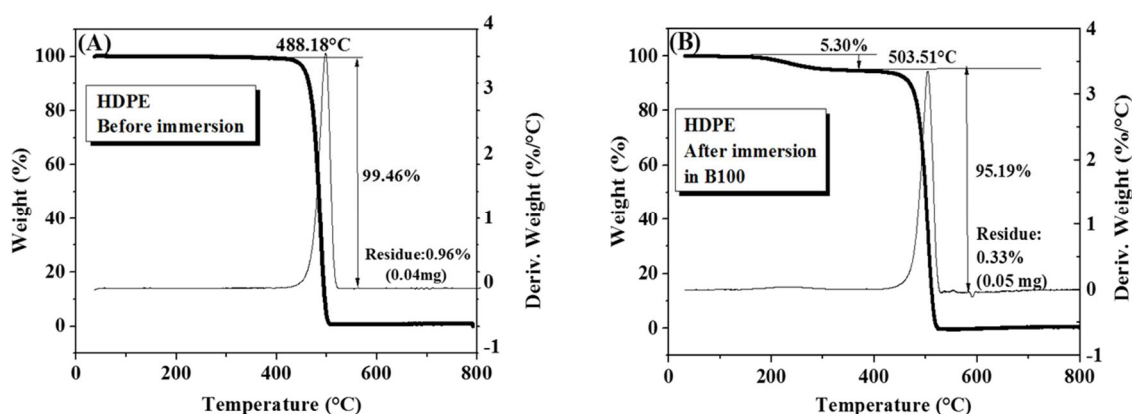 (A)
488.18°C
HDPE
Before immersion
99.46%
Residue:0.96%
(0.04mg)
100
80
60
40
20
0
Weight (%)
4
3
2
1
0
-1
Deriv. Weight (%/°C)
0
200
400
600
800
Temperature (°C)
(B)
5.30%
503.51°C
HDPE
After immersion
in B100
95.19%
Residue:
0.33%
(0.05 mg)
100
80
60
40
20
0
Weight (%)
4
3
2
1
0
-1
Deriv. Weight (%/°C)
0
200
400
600
800
Temperature (°C)